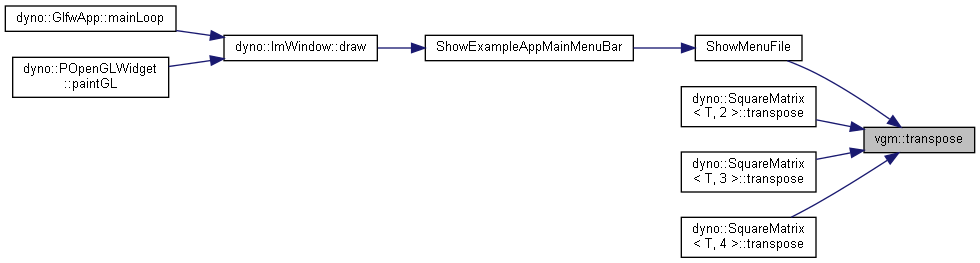 dyno::GlfwApp::mainLoop
dyno::POpenGLWidget
::paintGL
dyno::ImWindow::draw
ShowExampleAppMainMenuBar
ShowMenuFile
dyno::SquareMatrix
< T, 2 >::transpose
dyno::SquareMatrix
< T, 3 >::transpose
dyno::SquareMatrix
< T, 4 >::transpose
vgm::transpose